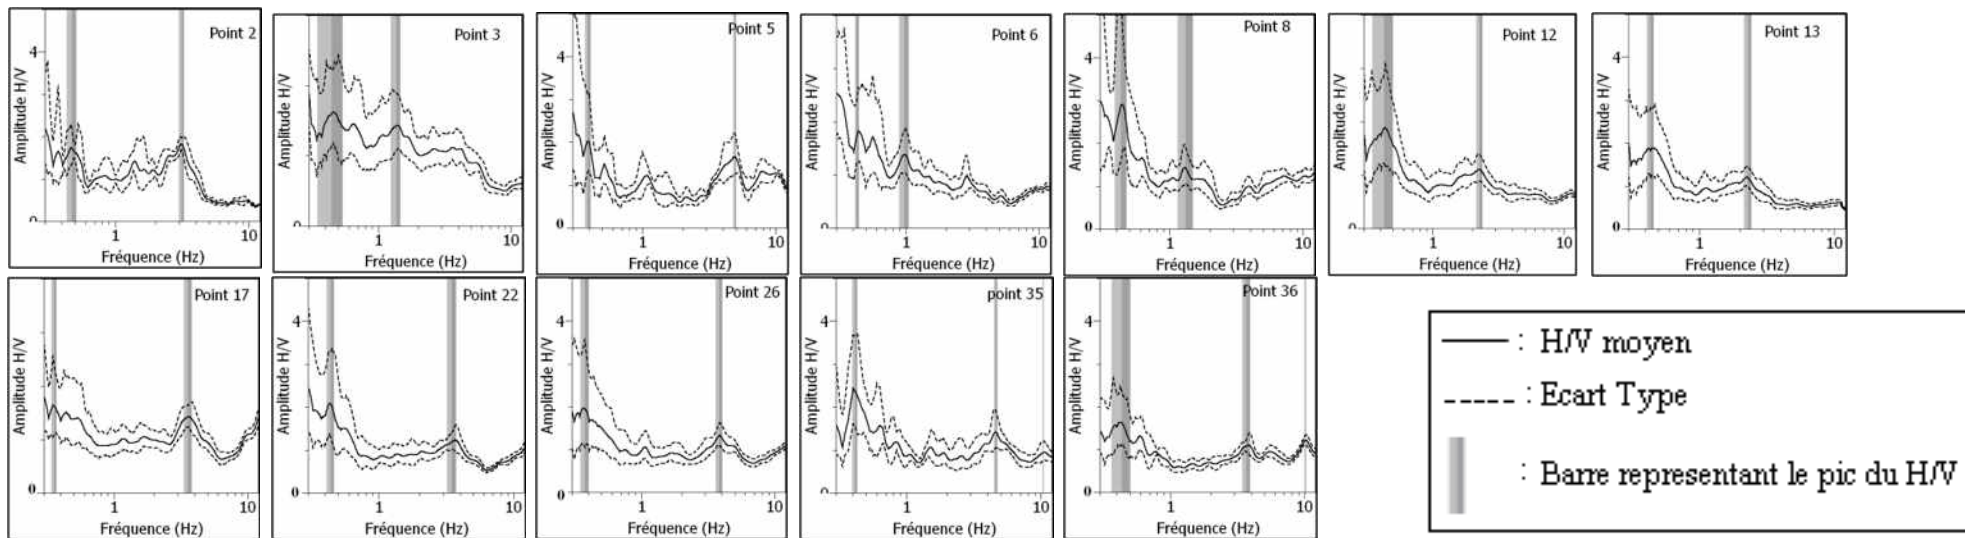 Point 2
Amplitude H/V
4
0
1
10
Fréquence (Hz)
Point 3
Amplitude H/V
0
1
10
Fréquence (Hz)
Point 5
Amplitude H/V
4
0
1
10
Fréquence (Hz)
Point 6
Amplitude H/V
0
1
10
Fréquence (Hz)
Point 8
Amplitude H/V
4
0
1
10
Fréquence (Hz)
Point 12
Amplitude H/V
0
1
10
Fréquence (Hz)
Point 13
Amplitude H/V
4
0
1
10
Fréquence (Hz)
Point 17
Amplitude H/V
0
1
10
Fréquence (Hz)
Point 22
Amplitude H/V
4
0
1
10
Fréquence (Hz)
Point 26
Amplitude H/V
4
0
1
10
Fréquence (Hz)
point 35
Amplitude H/V
4
0
1
10
Fréquence (Hz)
Point 36
Amplitude H/V
4
0
1
10
Fréquence (Hz)
: H/V moyen
: Ecart Type
: Barre representant le pic du H/V